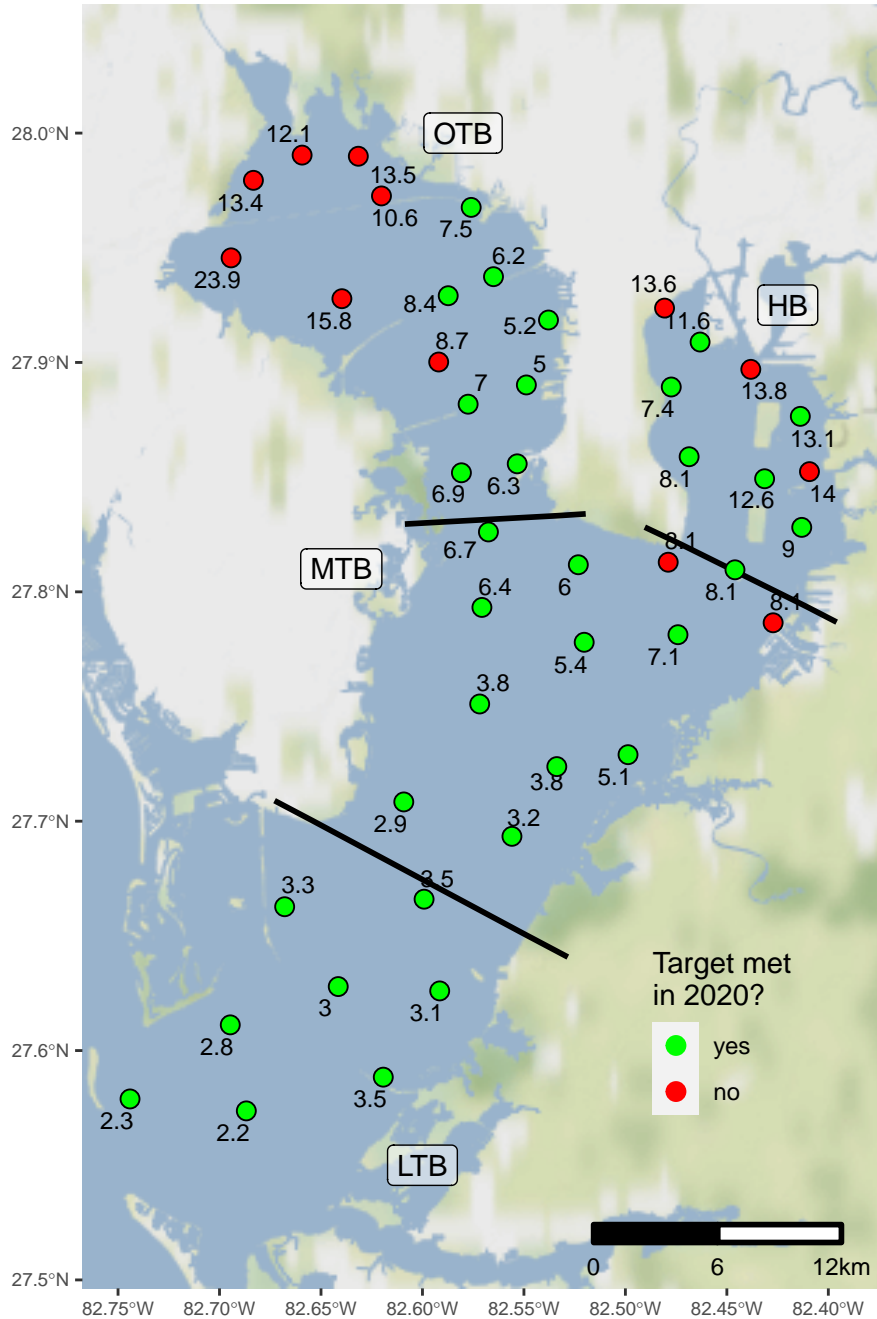 28.0°N
27.9°N
27.8°N
27.7°N
27.6°N
27.5°N
OTB
12.1
13.5
13.4
10.6
7.5
6.2
23.9
8.4
15.8
5.2
8.7
5
7
6.9
6.3
13.6
HB
11.6
13.8
7.4
13.1
8.1
12.6
14
9
6.7
8.1
MTB
6
8.1
6.4
8.1
5.4
7.1
3.8
3.8
5.1
2.9
3.2
3.5
3.3
3
3.1
2.8
3.5
2.3
2.2
LTB
Target met
in 2020?
yes
no
0 6 12km
82.75°W 82.70°W 82.65°W 82.60°W 82.55°W 82.50°W 82.45°W 82.40°W